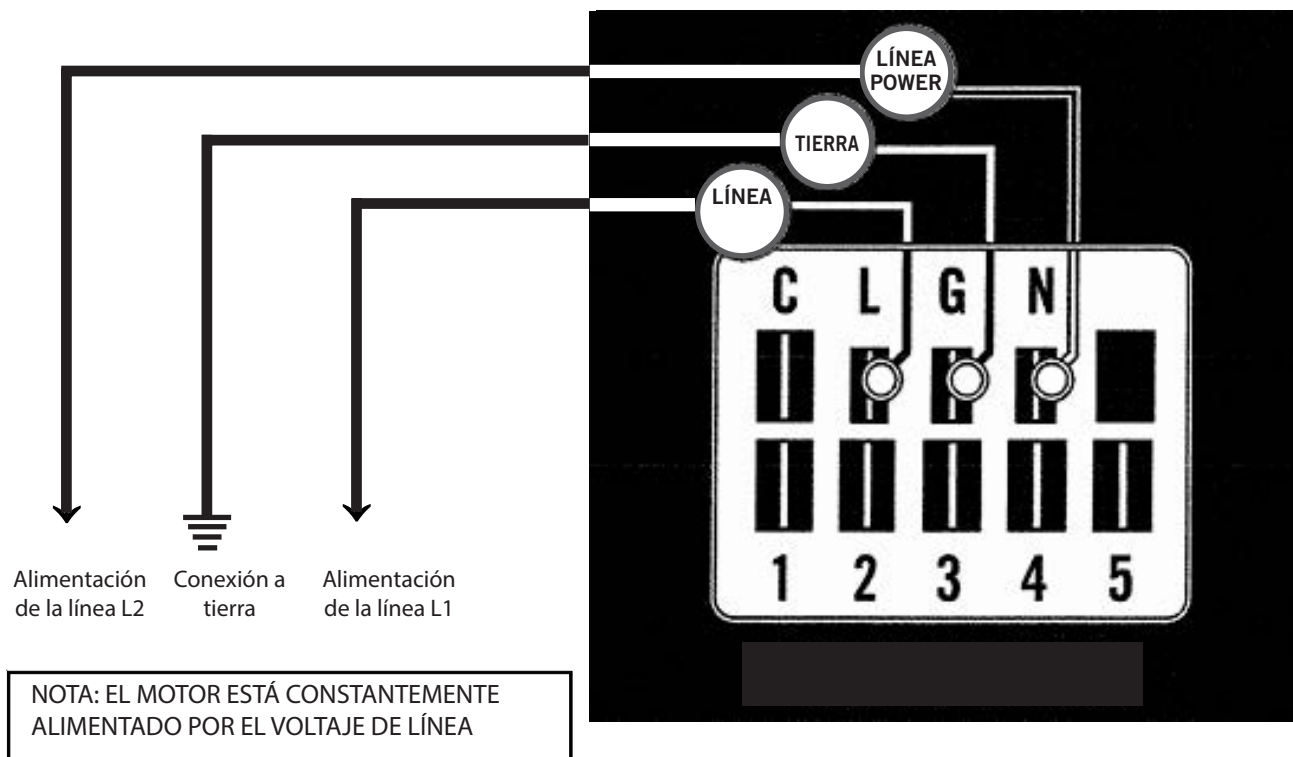 LÍNEA
POWER
TIERRA
LÍNEA
C L G N
1 2 3 4 5
Alimentación
de la línea L2
Conexión a
tierra
Alimentación
de la línea L1
NOTA: EL MOTOR ESTÁ CONSTANTEMENTE
ALIMENTADO POR EL VOLTAJE DE LÍNEA